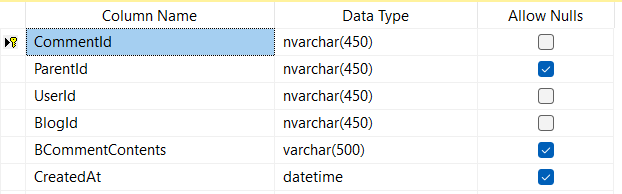 Column Name Data Type Allow Nulls
CommentId nvarchar(450)
ParentId nvarchar(450)
UserId nvarchar(450)
BlogId nvarchar(450)
BCommentContents varchar(500)
CreatedAt datetime